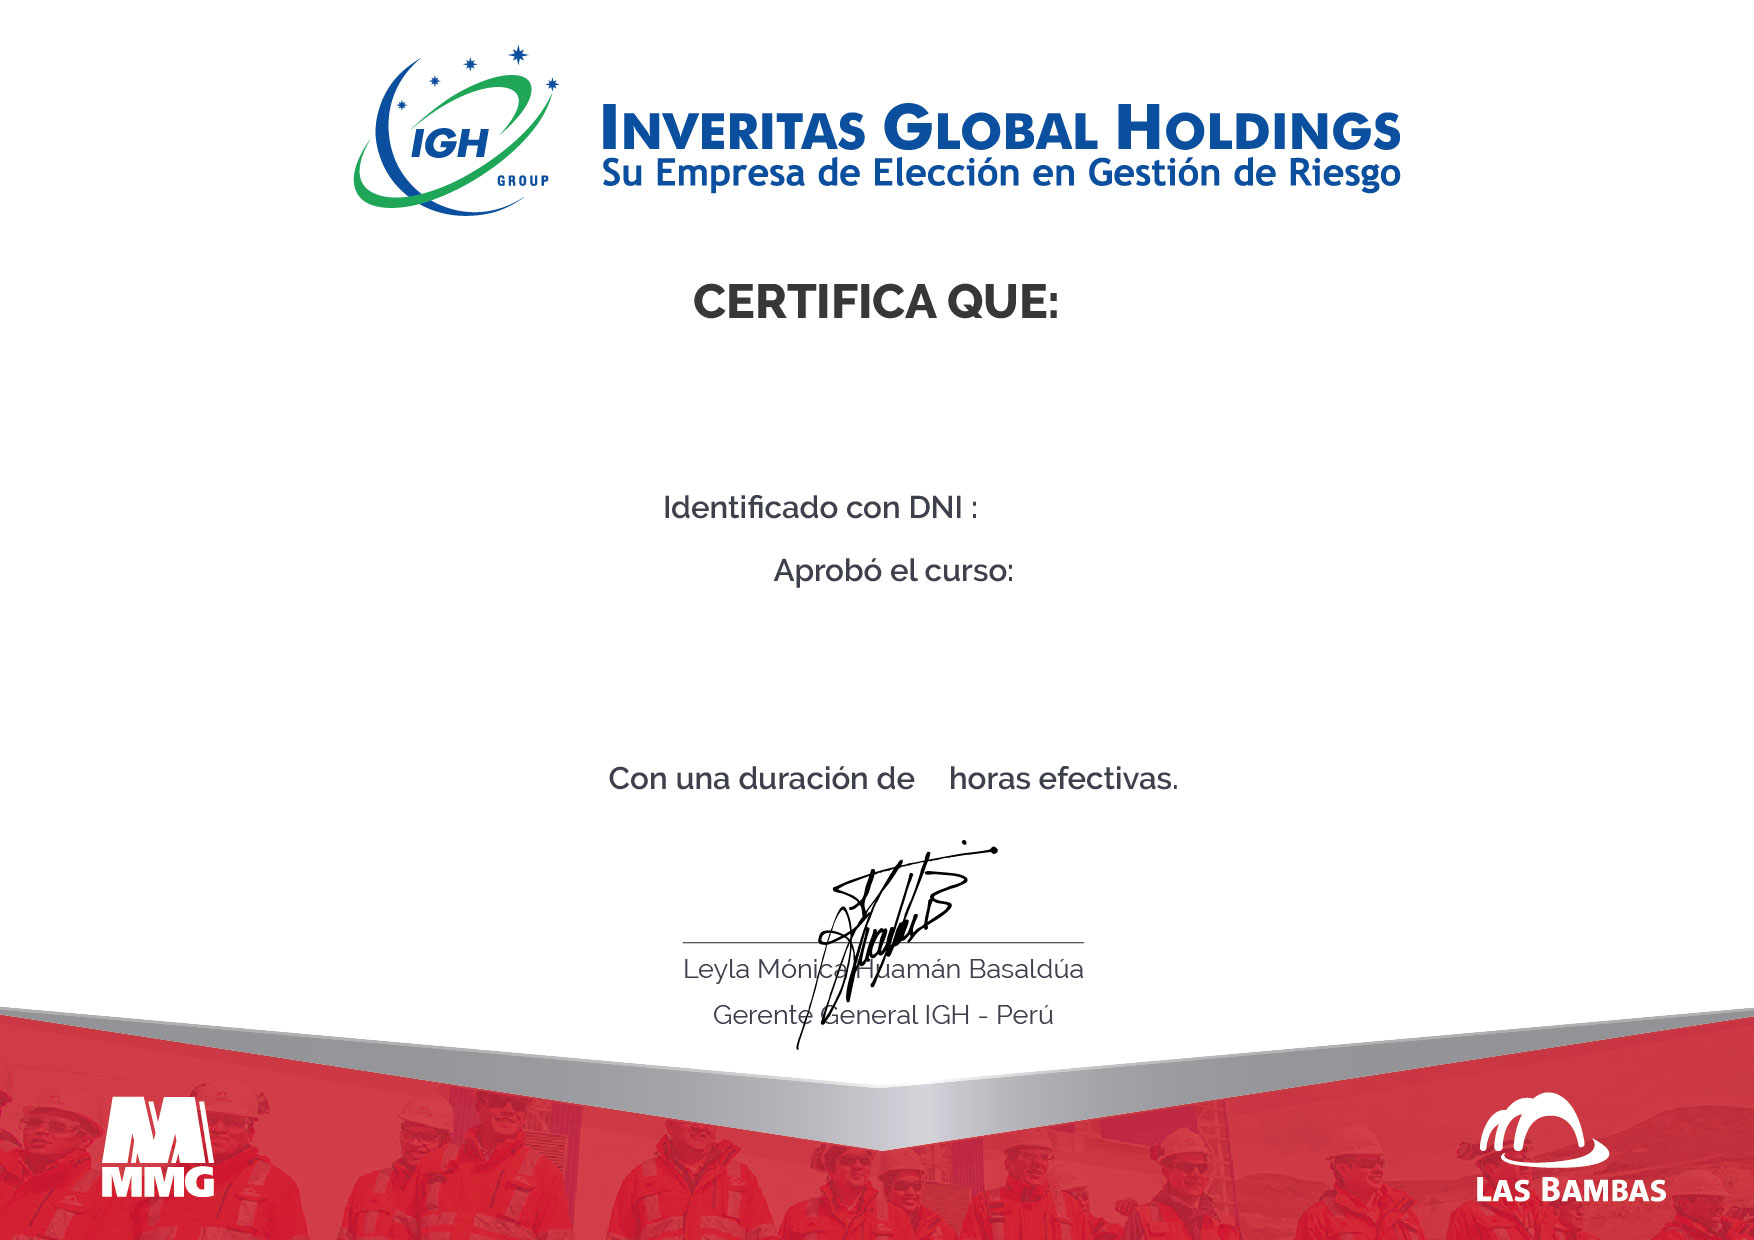 IGH
GROUP
INVERITAS GLOBAL HOLDINGS
Su Empresa de Elección en Gestión de Riesgo
CERTIFICA QUE:
Identificado con DNI :
Aprobó el curso:
Con una duración de horas efectivas.
Leyla Mónica Huamán Basaldúa
Gerente General IGH - Perú
MMG
LAS BAMBAS